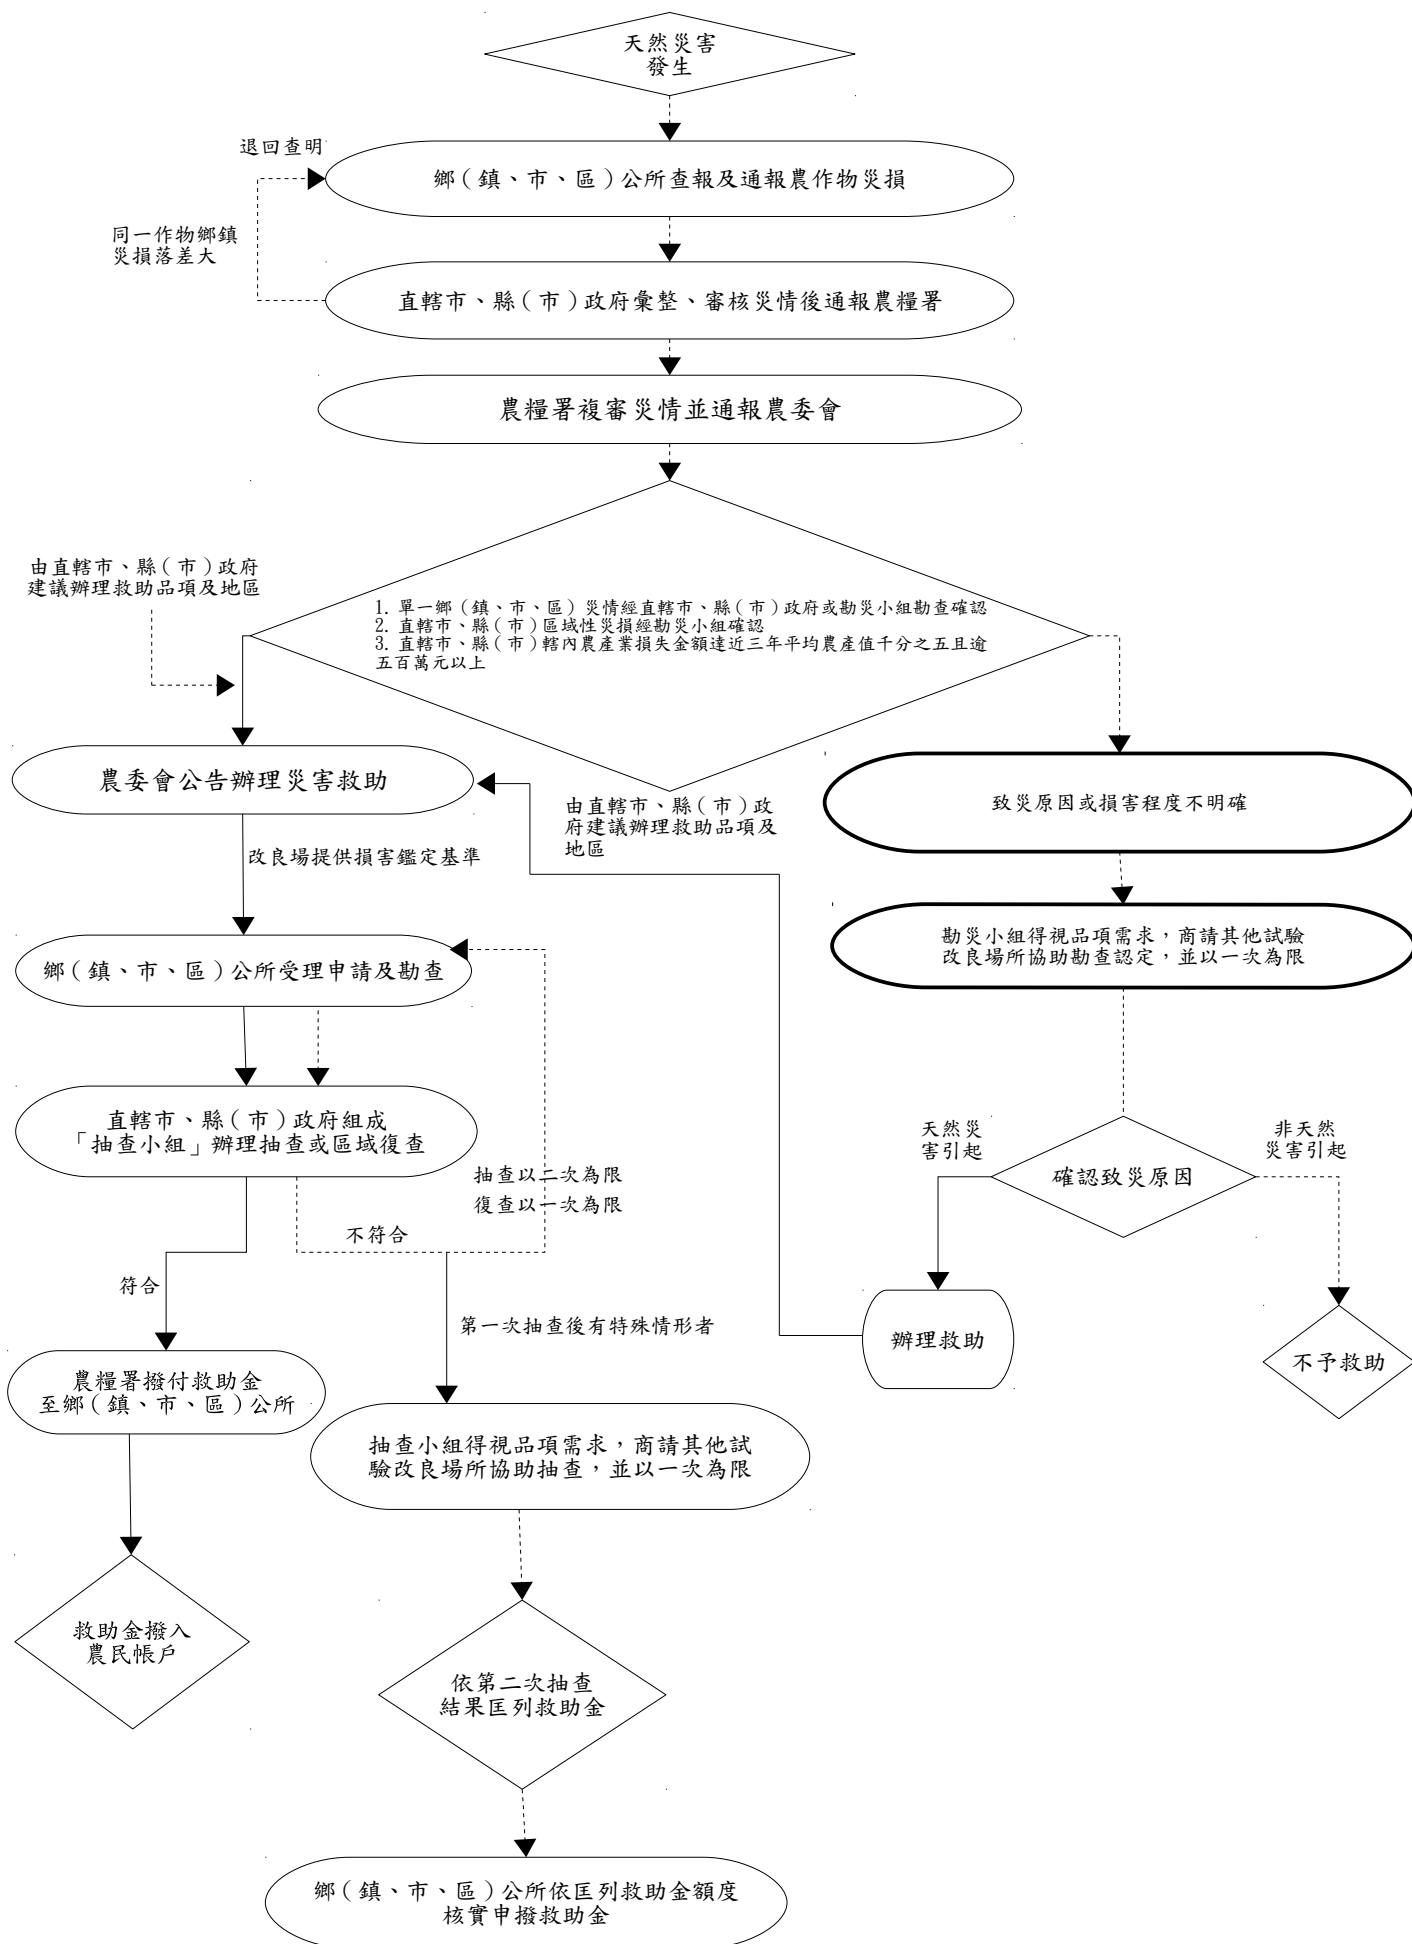 天然災害
發生
退回查明
鄉（鎮、市、區）公所查報及通報農作物災損
同一作物鄉鎮
災損落差大
直轄市、縣（市）政府彙整、審核災情後通報農糧署
農糧署複審災情並通報農委會
由直轄市、縣（市）政府
建議辦理救助品項及地區
1. 單一鄉（鎮、市、區）災情經直轄市、縣（市）政府或勘災小組勘查確認
2. 直轄市、縣（市）區域性災損經勘災小組確認
3. 直轄市、縣（市）轄內農產業損失金額達近三年平均農產值千分之五且逾
五百萬元以上
農委會公告辦理災害救助
由直轄市、縣（市）政
府建議辦理救助品項及
地區
致災原因或損害程度不明確
改良場提供損害鑑定基準
勘災小組得視品項需求，商請其他試驗
改良場所協助勘查認定，並以一次為限
鄉（鎮、市、區）公所受理申請及勘查
直轄市、縣（市）政府組成
「抽查小組」辦理抽查或區域復查
天然災
害引起
非天然
災害引起
確認致災原因
抽查以二次為限
復查以一次為限
不符合
符合
第一次抽查後有特殊情形者
辦理救助
不予救助
農糧署撥付救助金
至鄉（鎮、市、區）公所
抽查小組得視品項需求，商請其他試
驗改良場所協助抽查，並以一次為限
救助金撥入
農民帳戶
依第二次抽查
結果匡列救助金
鄉（鎮、市、區）公所依匡列救助金額度
核實申撥救助金